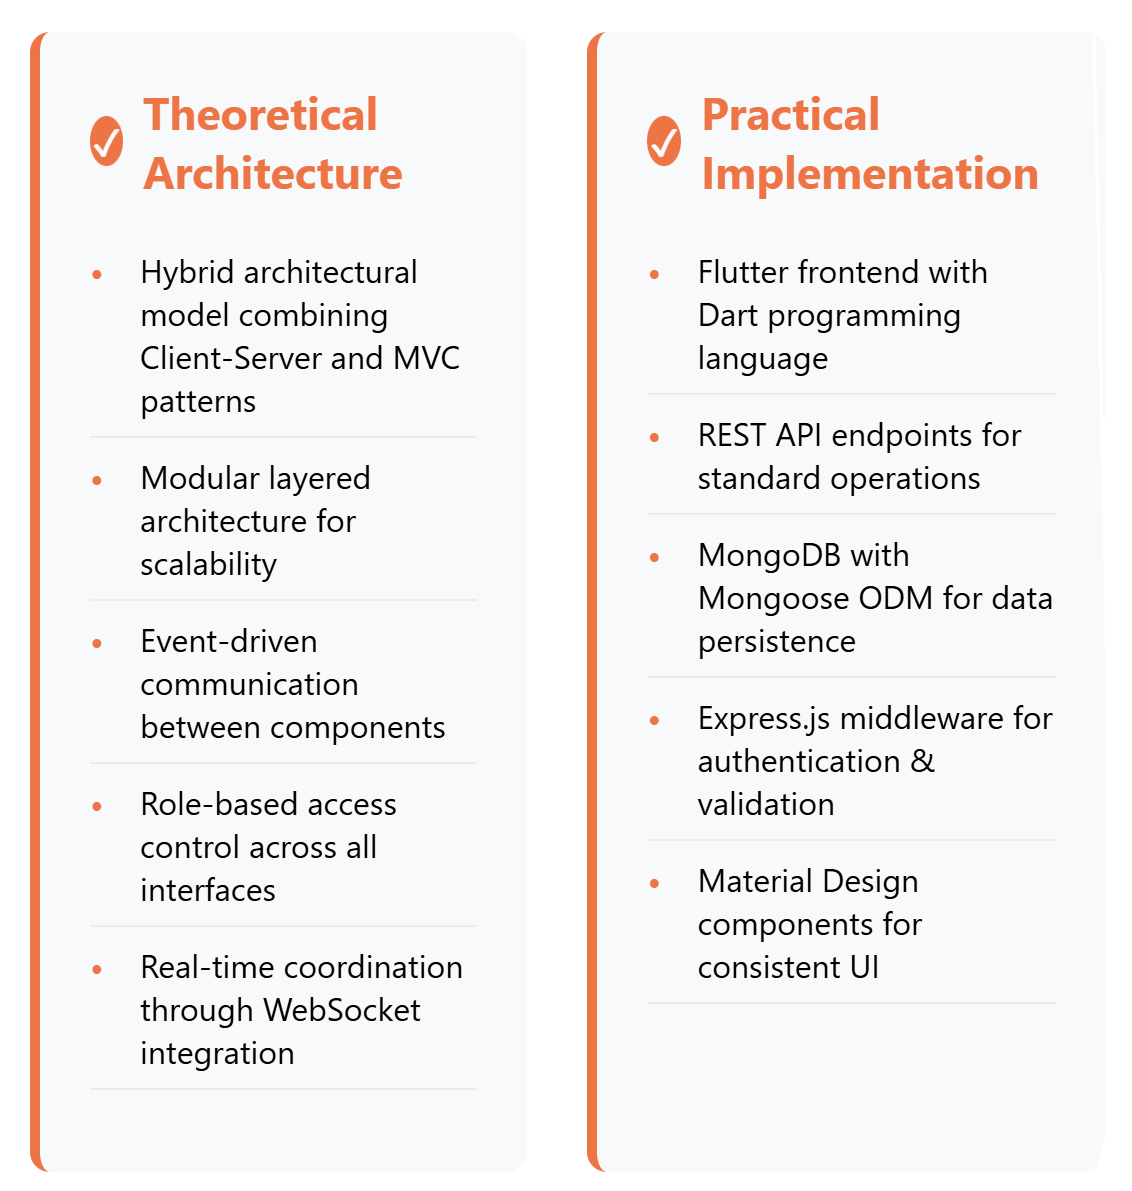 Theoretical
Architecture
• Hybrid architectural
model combining
Client-Server and MVC
patterns
• Modular layered
architecture for
scalability
• Event-driven
communication
between components
• Role-based access
control across all
interfaces
• Real-time coordination
through WebSocket
integration
Practical
Implementation
• Flutter frontend with
Dart programming
language
• REST API endpoints for
standard operations
• MongoDB with
Mongoose ODM for data
persistence
• Express.js middleware for
authentication &
validation
• Material Design
components for
consistent UI